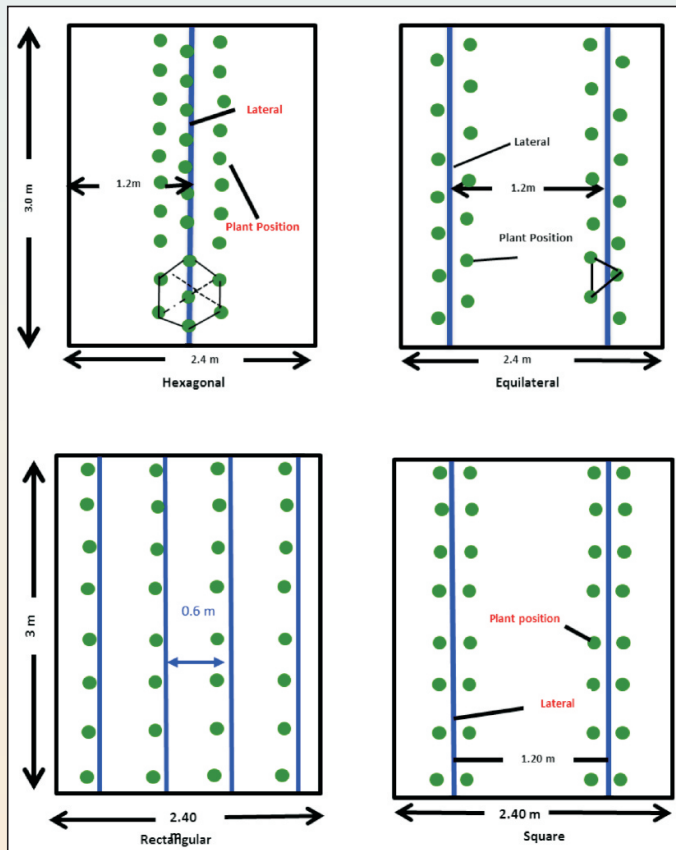 Lateral
1.2m
3.0 m
Plant Position
2.4 m
Hexagonal
Lateral
1.2m
Plant Position
2.4 m
Equilateral
0.6 m
3 m
2.40
m
Rectangular
Plant position
Lateral
1.20 m
2.40 m
Square